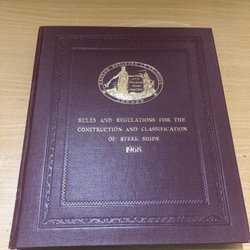 RULES AND REGULATIONS FOR THE
CONSTRUCTION AND CLASSIFICATION
OF STEEL SHIPS
1968